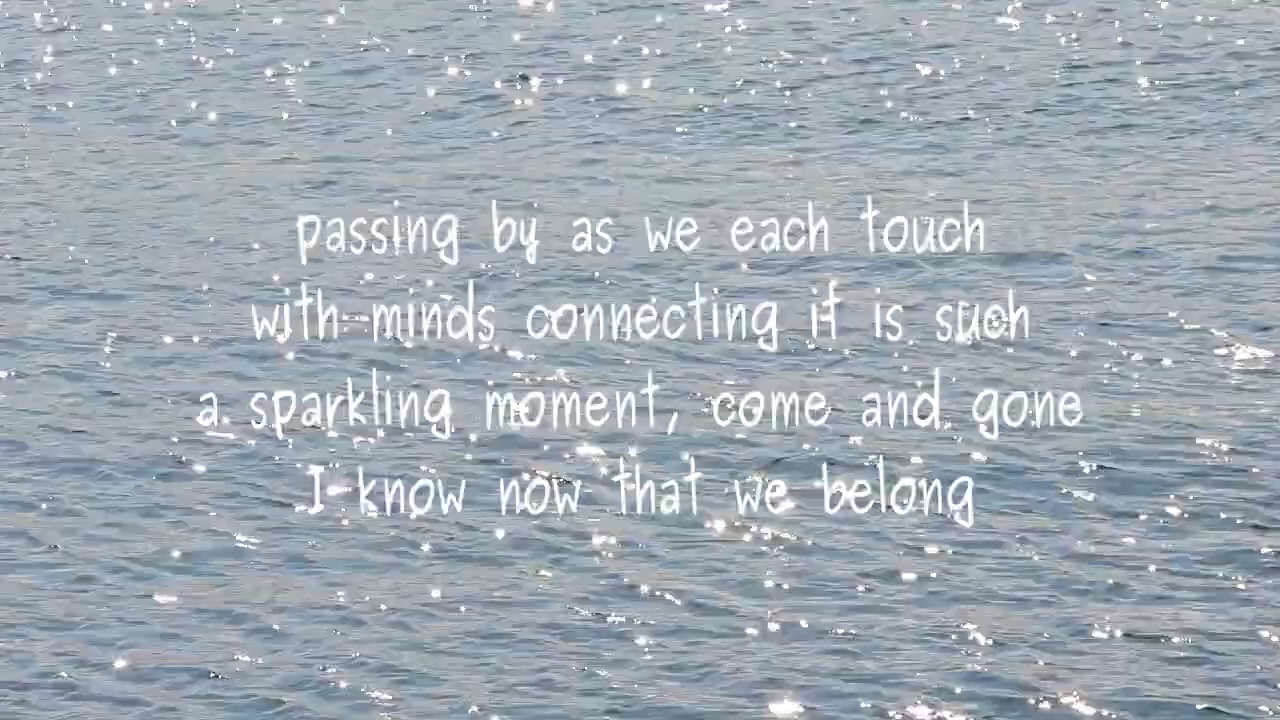 passing by as we each touch
with minds connecting it is such
a sparkling moment, come and gone
I know now that we belong